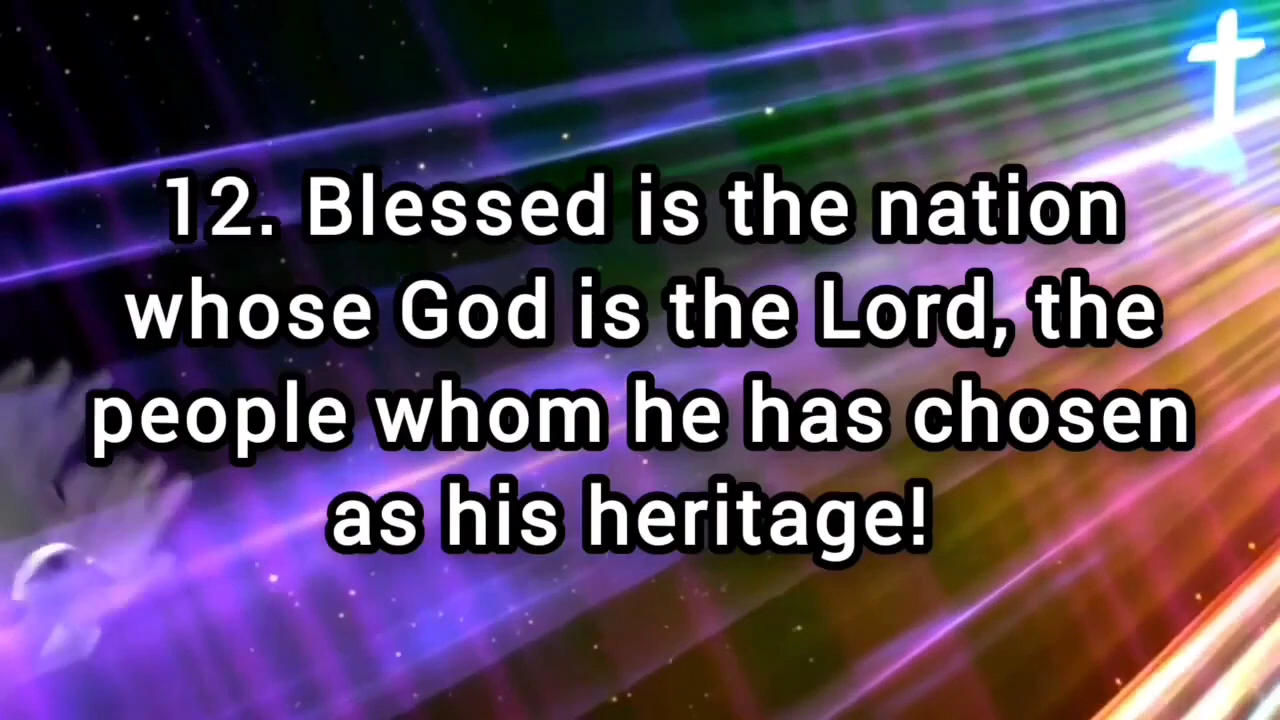 12. Blessed is the nation
whose God is the Lord, the
people whom he has chosen
as his heritage!